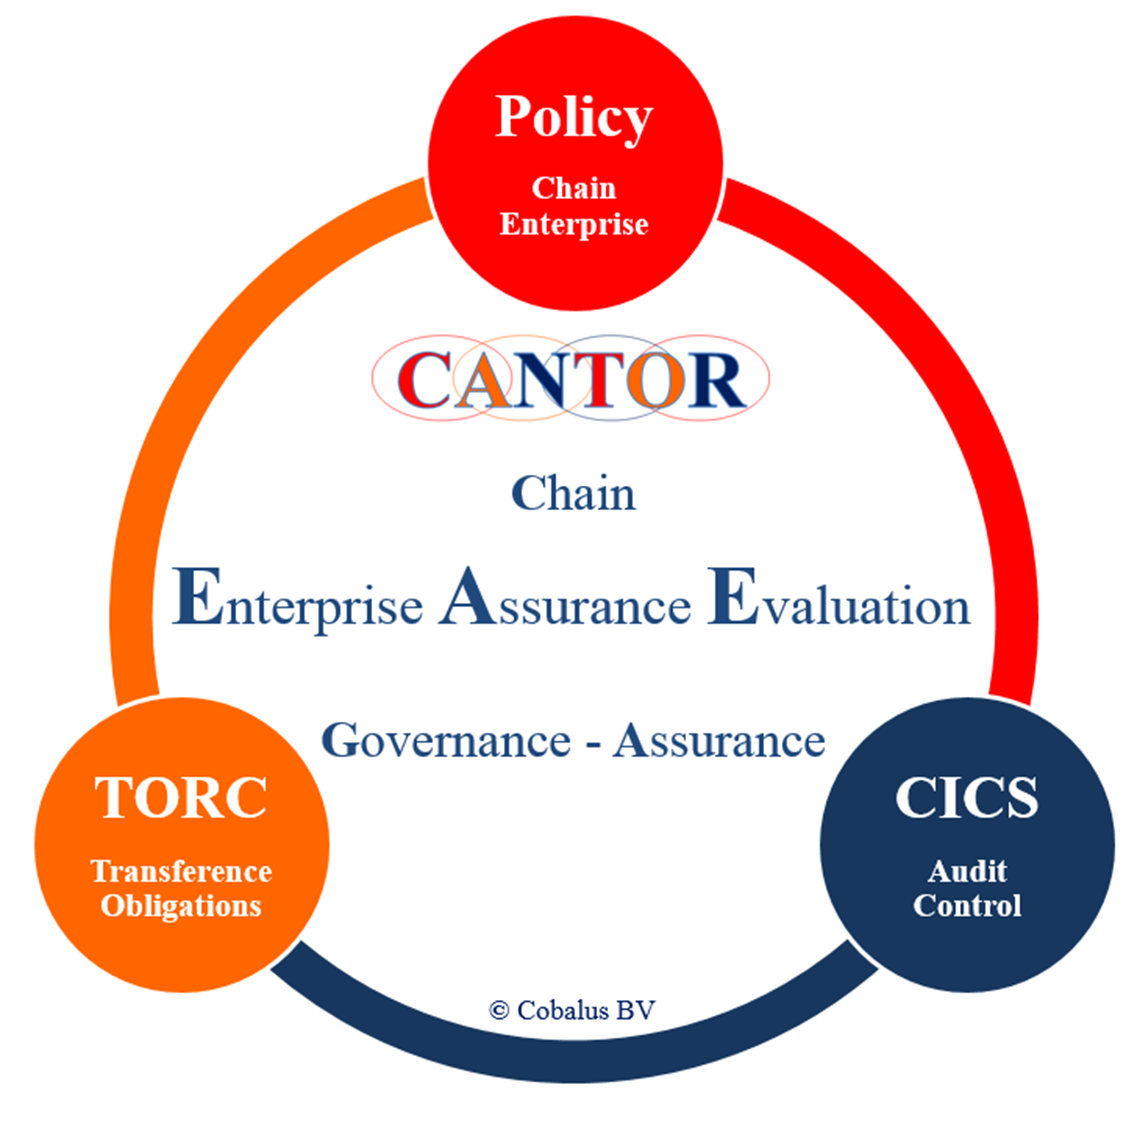 Policy
Chain
Enterprise
CANTOR
Chain
Enterprise Assurance Evaluation
Governance - Assurance
TORC
Transference
Obligations
CICS
Audit
Control
© Cobalus BV